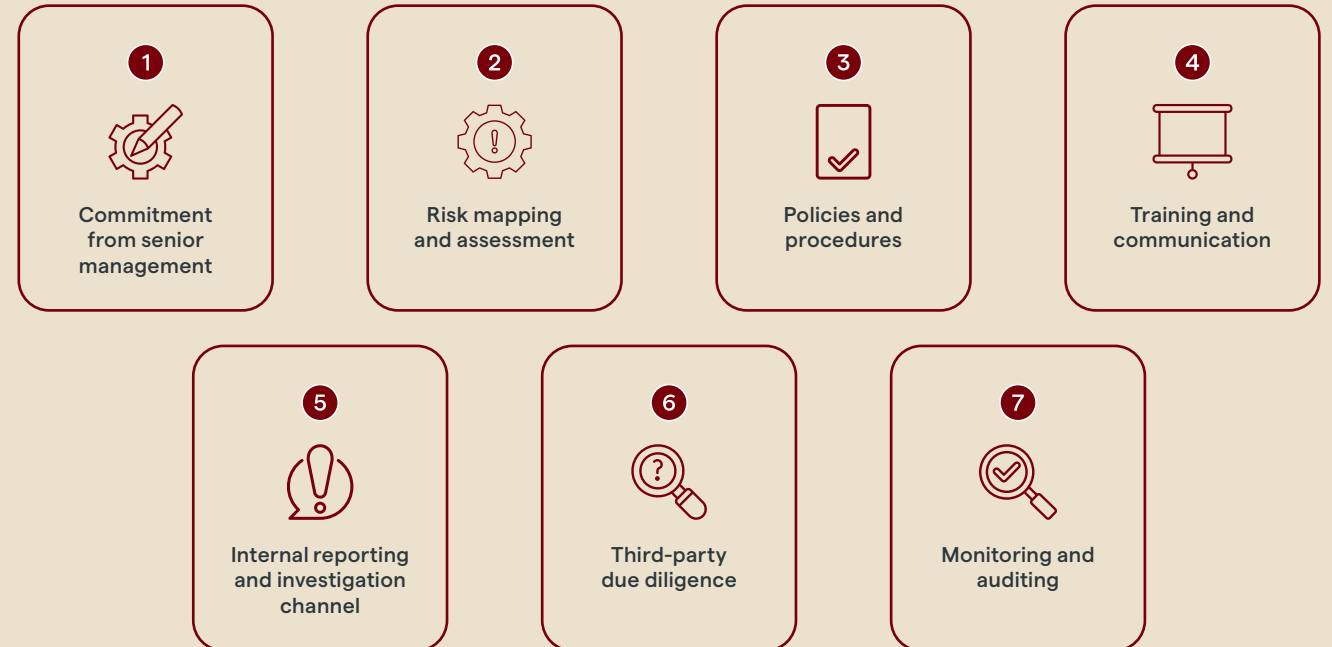 1
Commitment
from senior
management
2
Risk mapping
and assessment
3
Policies and
procedures
4
Training and
communication
5
Internal reporting
and investigation
channel
6
Third-party
due diligence
7
Monitoring and
auditing